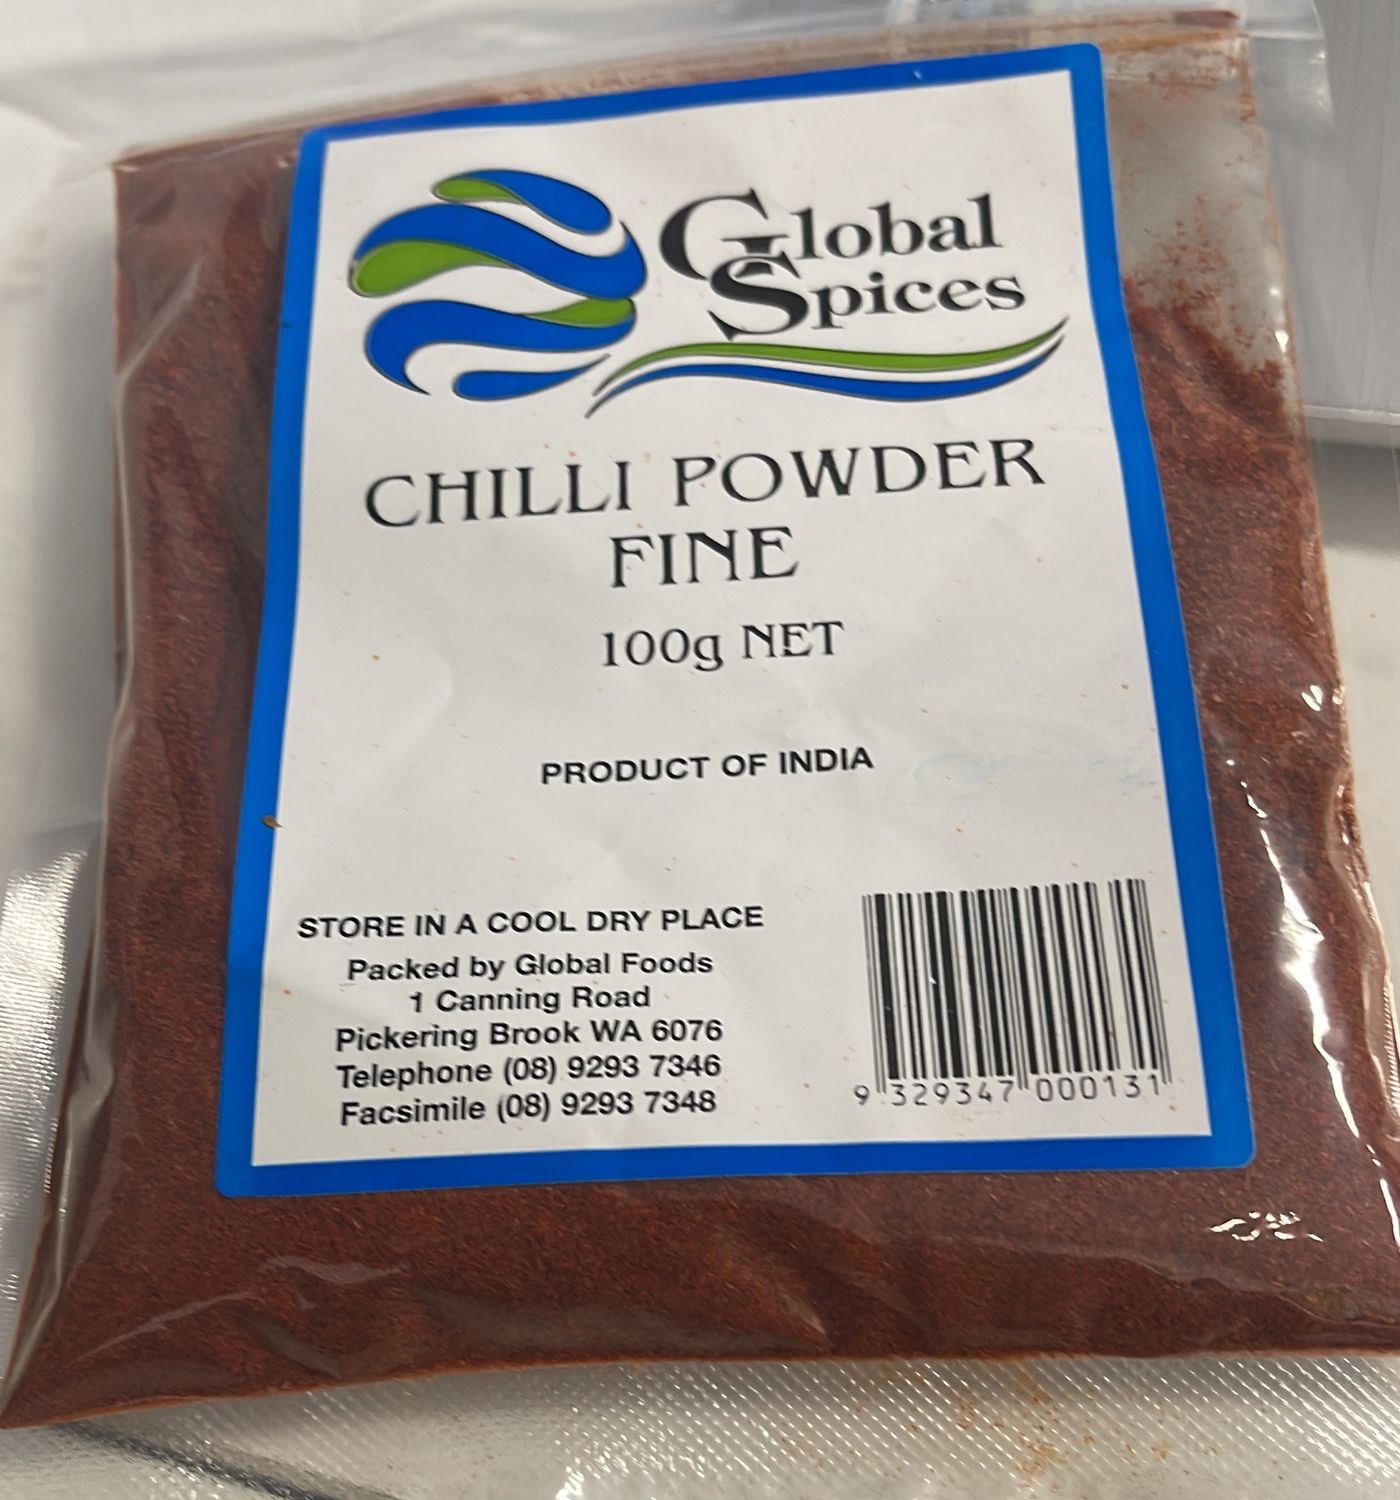 Global
Spices
CHILLI POWDER
FINE
100g NET
PRODUCT OF INDIA
STORE IN A COOL DRY PLACE
Packed by Global Foods
1 Canning Road
Pickering Brook WA 6076
Telephone (08) 9293 7346
Facsimile (08) 9293 7348
9 329347 000131